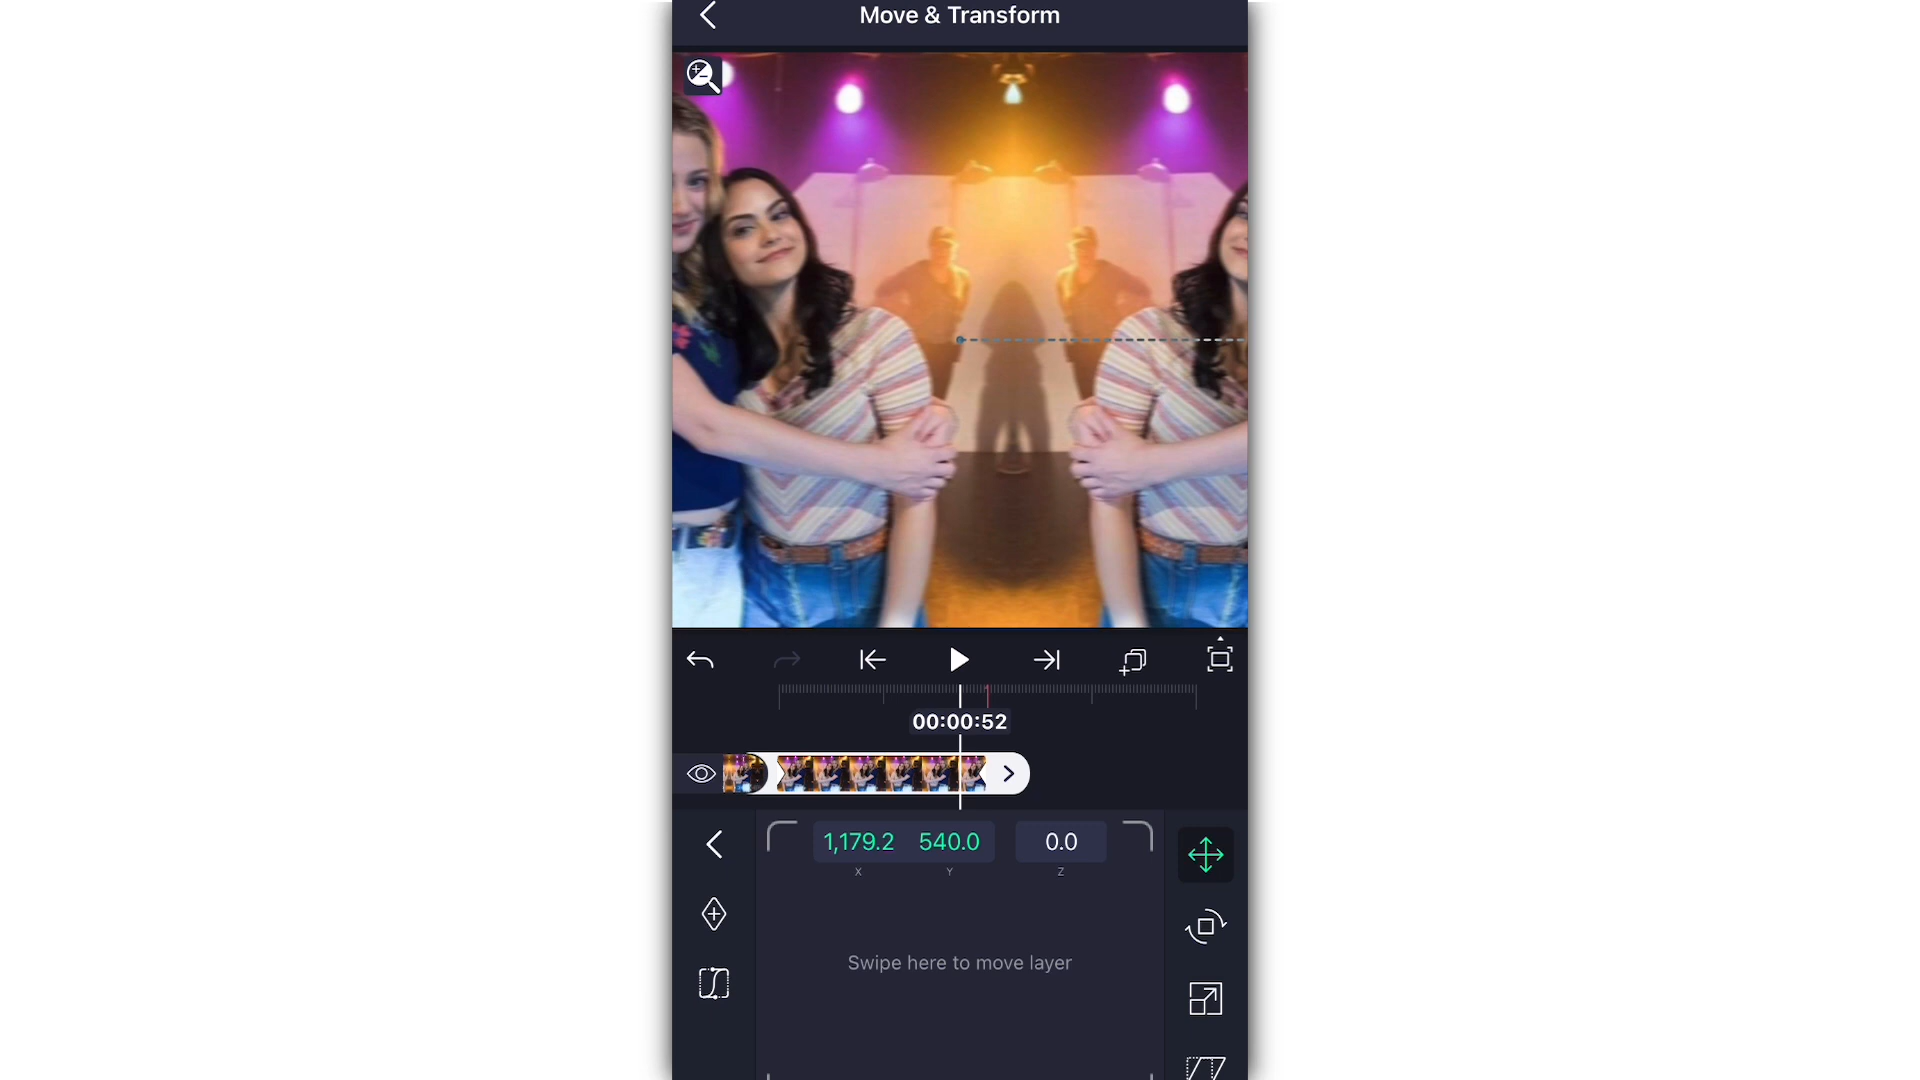 Move & Transform
00:00:52
1,179.2 540.0 0.0
X Y Z
Swipe here to move layer